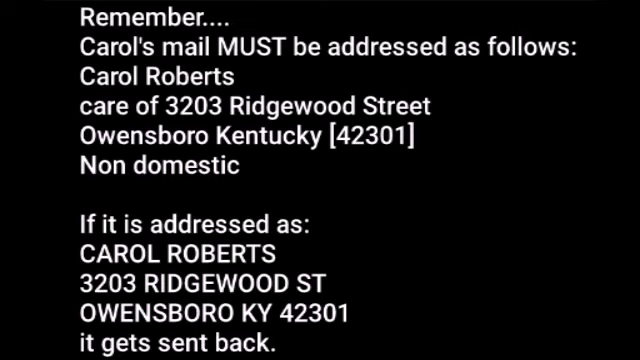 Remember....
Carol's mail MUST be addressed as follows:
Carol Roberts
care of 3203 Ridgewood Street
Owensboro Kentucky [42301]
Non domestic
If it is addressed as:
CAROL ROBERTS
3203 RIDGEWOOD ST
OWENSBORO KY 42301
it gets sent back.